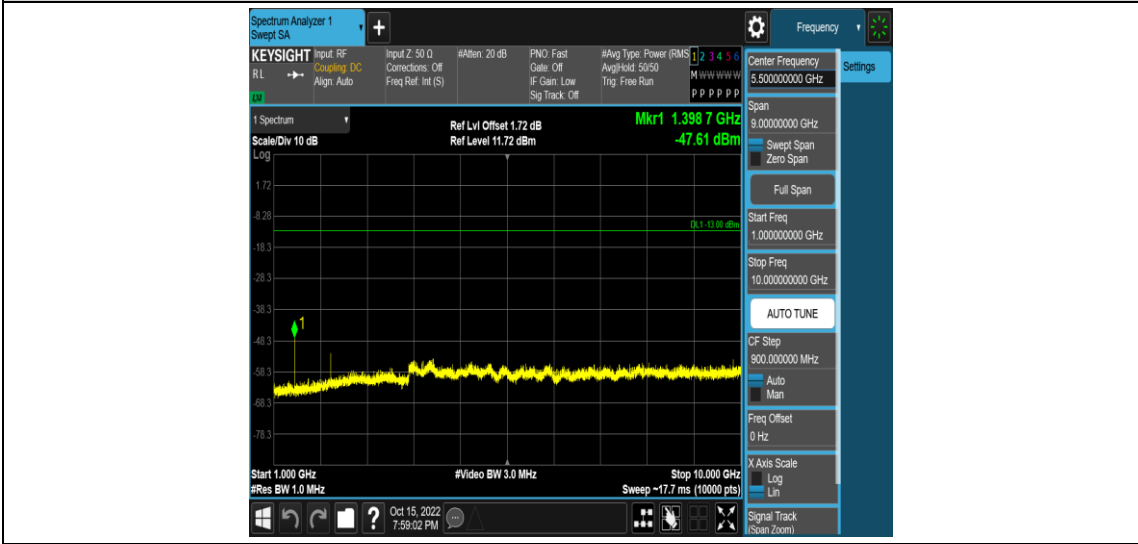 Spectrum Analyzer 1
Swept SA
+
Frequency
KEYSIGHT
R L
LXI
Input: RF
Coupling: DC
Align: Auto
Input Z: 50 Ω
Corrections: Off
Freq Ref: Int (S)
#Atten: 20 dB
PNO: Fast
Gate: Off
IF Gain: Low
Sig Track: Off
#Avg Type: Power (RMS
Avg|Hold: 50/50
Trig: Free Run
1 2 3 4 5 6
M W W W W W
P P P P P P
1 Spectrum
Scale/Div 10 dB
Log
Ref Lvl Offset 1.72 dB
Ref Level 11.72 dBm
Mkr1 1.398 7 GHz
-47.61 dBm
1.72
-8.28
DL1 -13.00 dBm
-18.3
-28.3
-38.3
1
-48.3
-58.3
-68.3
-78.3
Start 1.000 GHz
#Video BW 3.0 MHz
Stop 10.000 GHz
#Res BW 1.0 MHz
Sweep ~17.7 ms (10000 pts)
?
Oct 15, 2022
7:59:02 PM
Center Frequency
5.500000000 GHz
Settings
Span
9.00000000 GHz
Swept Span
Zero Span
Full Span
Start Freq
1.000000000 GHz
Stop Freq
10.000000000 GHz
AUTO TUNE
CF Step
900.000000 MHz
Auto
Man
Freq Offset
0 Hz
X Axis Scale
Log
Lin
Signal Track
(Span Zoom)